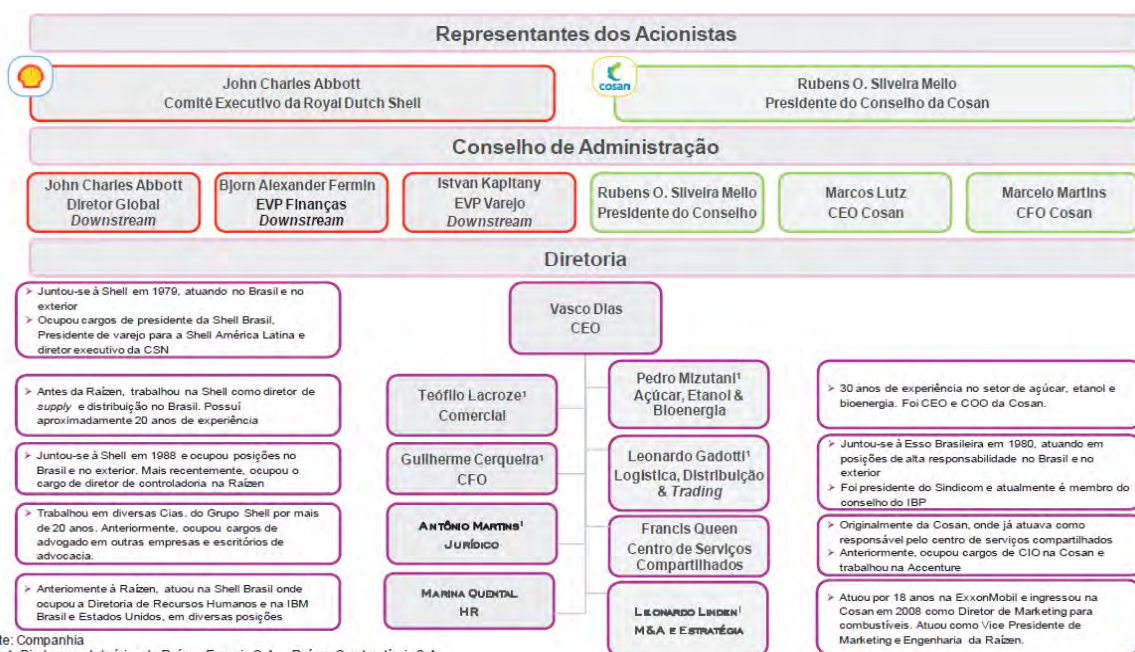 Representantes dos Acionistas
John Charles Abbott
Comitê Executivo da Royal Dutch Shell
cosan
Rubens O. Silveira Mello
Presidente do Conselho da Cosan
Conselho de Administração
John Charles Abbott
Diretor Global
Downstream
Bjorn Alexander Fermin
EVP Finanças
Downstream
Istvan Kapitany
EVP Varejo
Downstream
Rubens O. Silveira Mello
Presidente do Conselho
Marcos Lutz
CEO Cosan
Marcelo Martins
CFO Cosan
Diretoria
➢ Juntou-se à Shell em 1979, atuando no Brasil e no
exterior
➢ Ocupou cargos de presidente da Shell Brasil,
Presidente de varejo para a Shell América Latina e
diretor executivo da CSN
Vasco Dias
CEO
➢ Antes da Raízen, trabalhou na Shell como diretor de
supply e distribuição no Brasil. Possuí
aproximadamente 20 anos de experiência
Teófilo Lacroze¹
Comercial
Pedro Mizutani¹
Açúcar, Etanol &
Bioenergia
➢ 30 anos de experiência no setor de açúcar, etanol e
bioenergia. Foi CEO e COO da Cosan.
➢ Juntou-se à Shell em 1988 e ocupou posições no
Brasil e no exterior. Mais recentemente, ocupou o
cargo de diretor de controladoria na Raízen
Guilherme Cerqueira¹
CFO
Leonardo Gadotti¹
Logística, Distribuição
& Trading
➢ Juntou-se à Esso Brasileira em 1980, atuando em
posições de alta responsabilidade no Brasil e no
exterior
➢ Foi presidente do Sindicom e atualmente é membro do
conselho do IBP
➢ Trabalhou em diversas Cias. do Grupo Shell por mais
de 20 anos. Anteriormente, ocupou cargos de
advogado em outras empresas e escritórios de
advocacia.
ANTÔNIO MARTINS¹
JURÍDICO
Francis Queen
Centro de Serviços
Compartilhados
➢ Originalmente da Cosan, onde já atuava como
responsável pelo centro de serviços compartilhados
➢ Anteriormente, ocupou cargos de CIO na Cosan e
trabalhou na Accenture
➢ Anteriomente à Raízen, atuou na Shell Brasil onde
ocupou a Diretoria de Recursos Humanos e na IBM
Brasil e Estados Unidos, em diversas posições
MARINA QUENTAL
HR
LEONARDO LINDEN¹
M&A E ESTRATÉGIA
➢ Atuou por 18 anos na ExxonMobil e ingressou na
Cosan em 2008 como Diretor de Marketing para
combustíveis. Atuou como Vice Presidente de
Marketing e Engenharia da Raízen.
te: Companhia